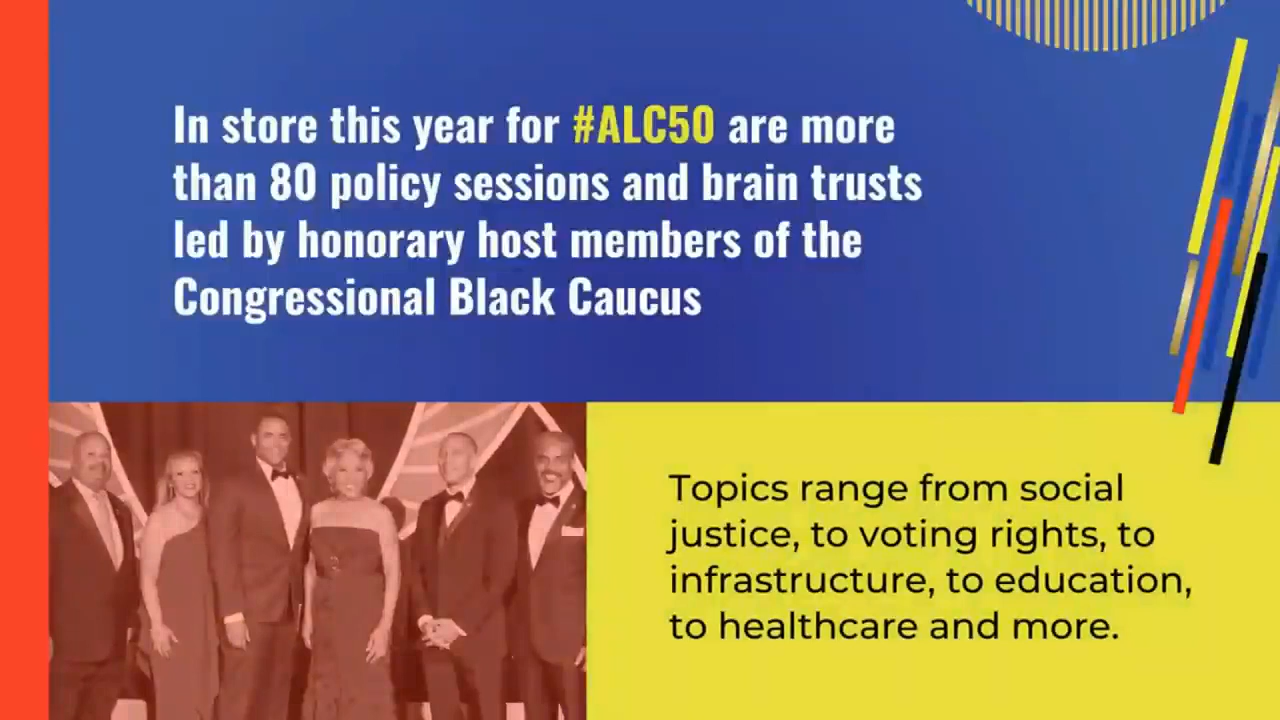 In store this year for #ALC50 are more
than 80 policy sessions and brain trusts
led by honorary host members of the
Congressional Black Caucus
Topics range from social
justice, to voting rights, to
infrastructure, to education,
to healthcare and more.